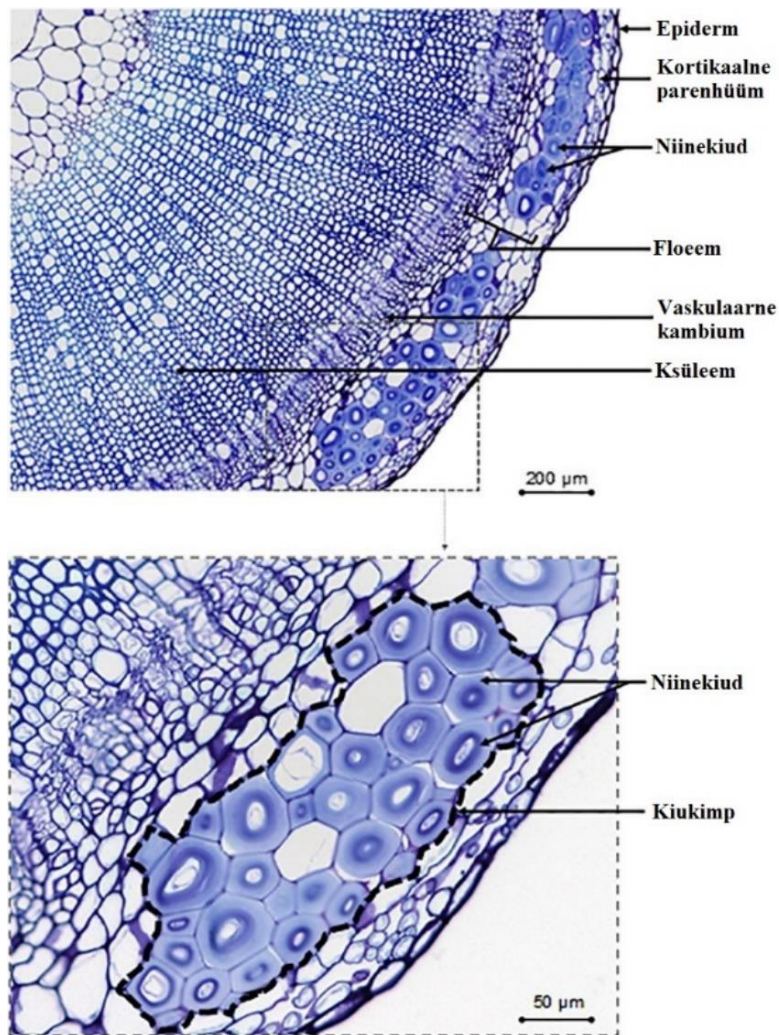 Epiderm
Kortikaalne
parenhüüm
Niinekiud
Floeem
Vaskulaarne
kambium
Ksüleem
200 µm
Niinekiud
Kiukimp
50 µm